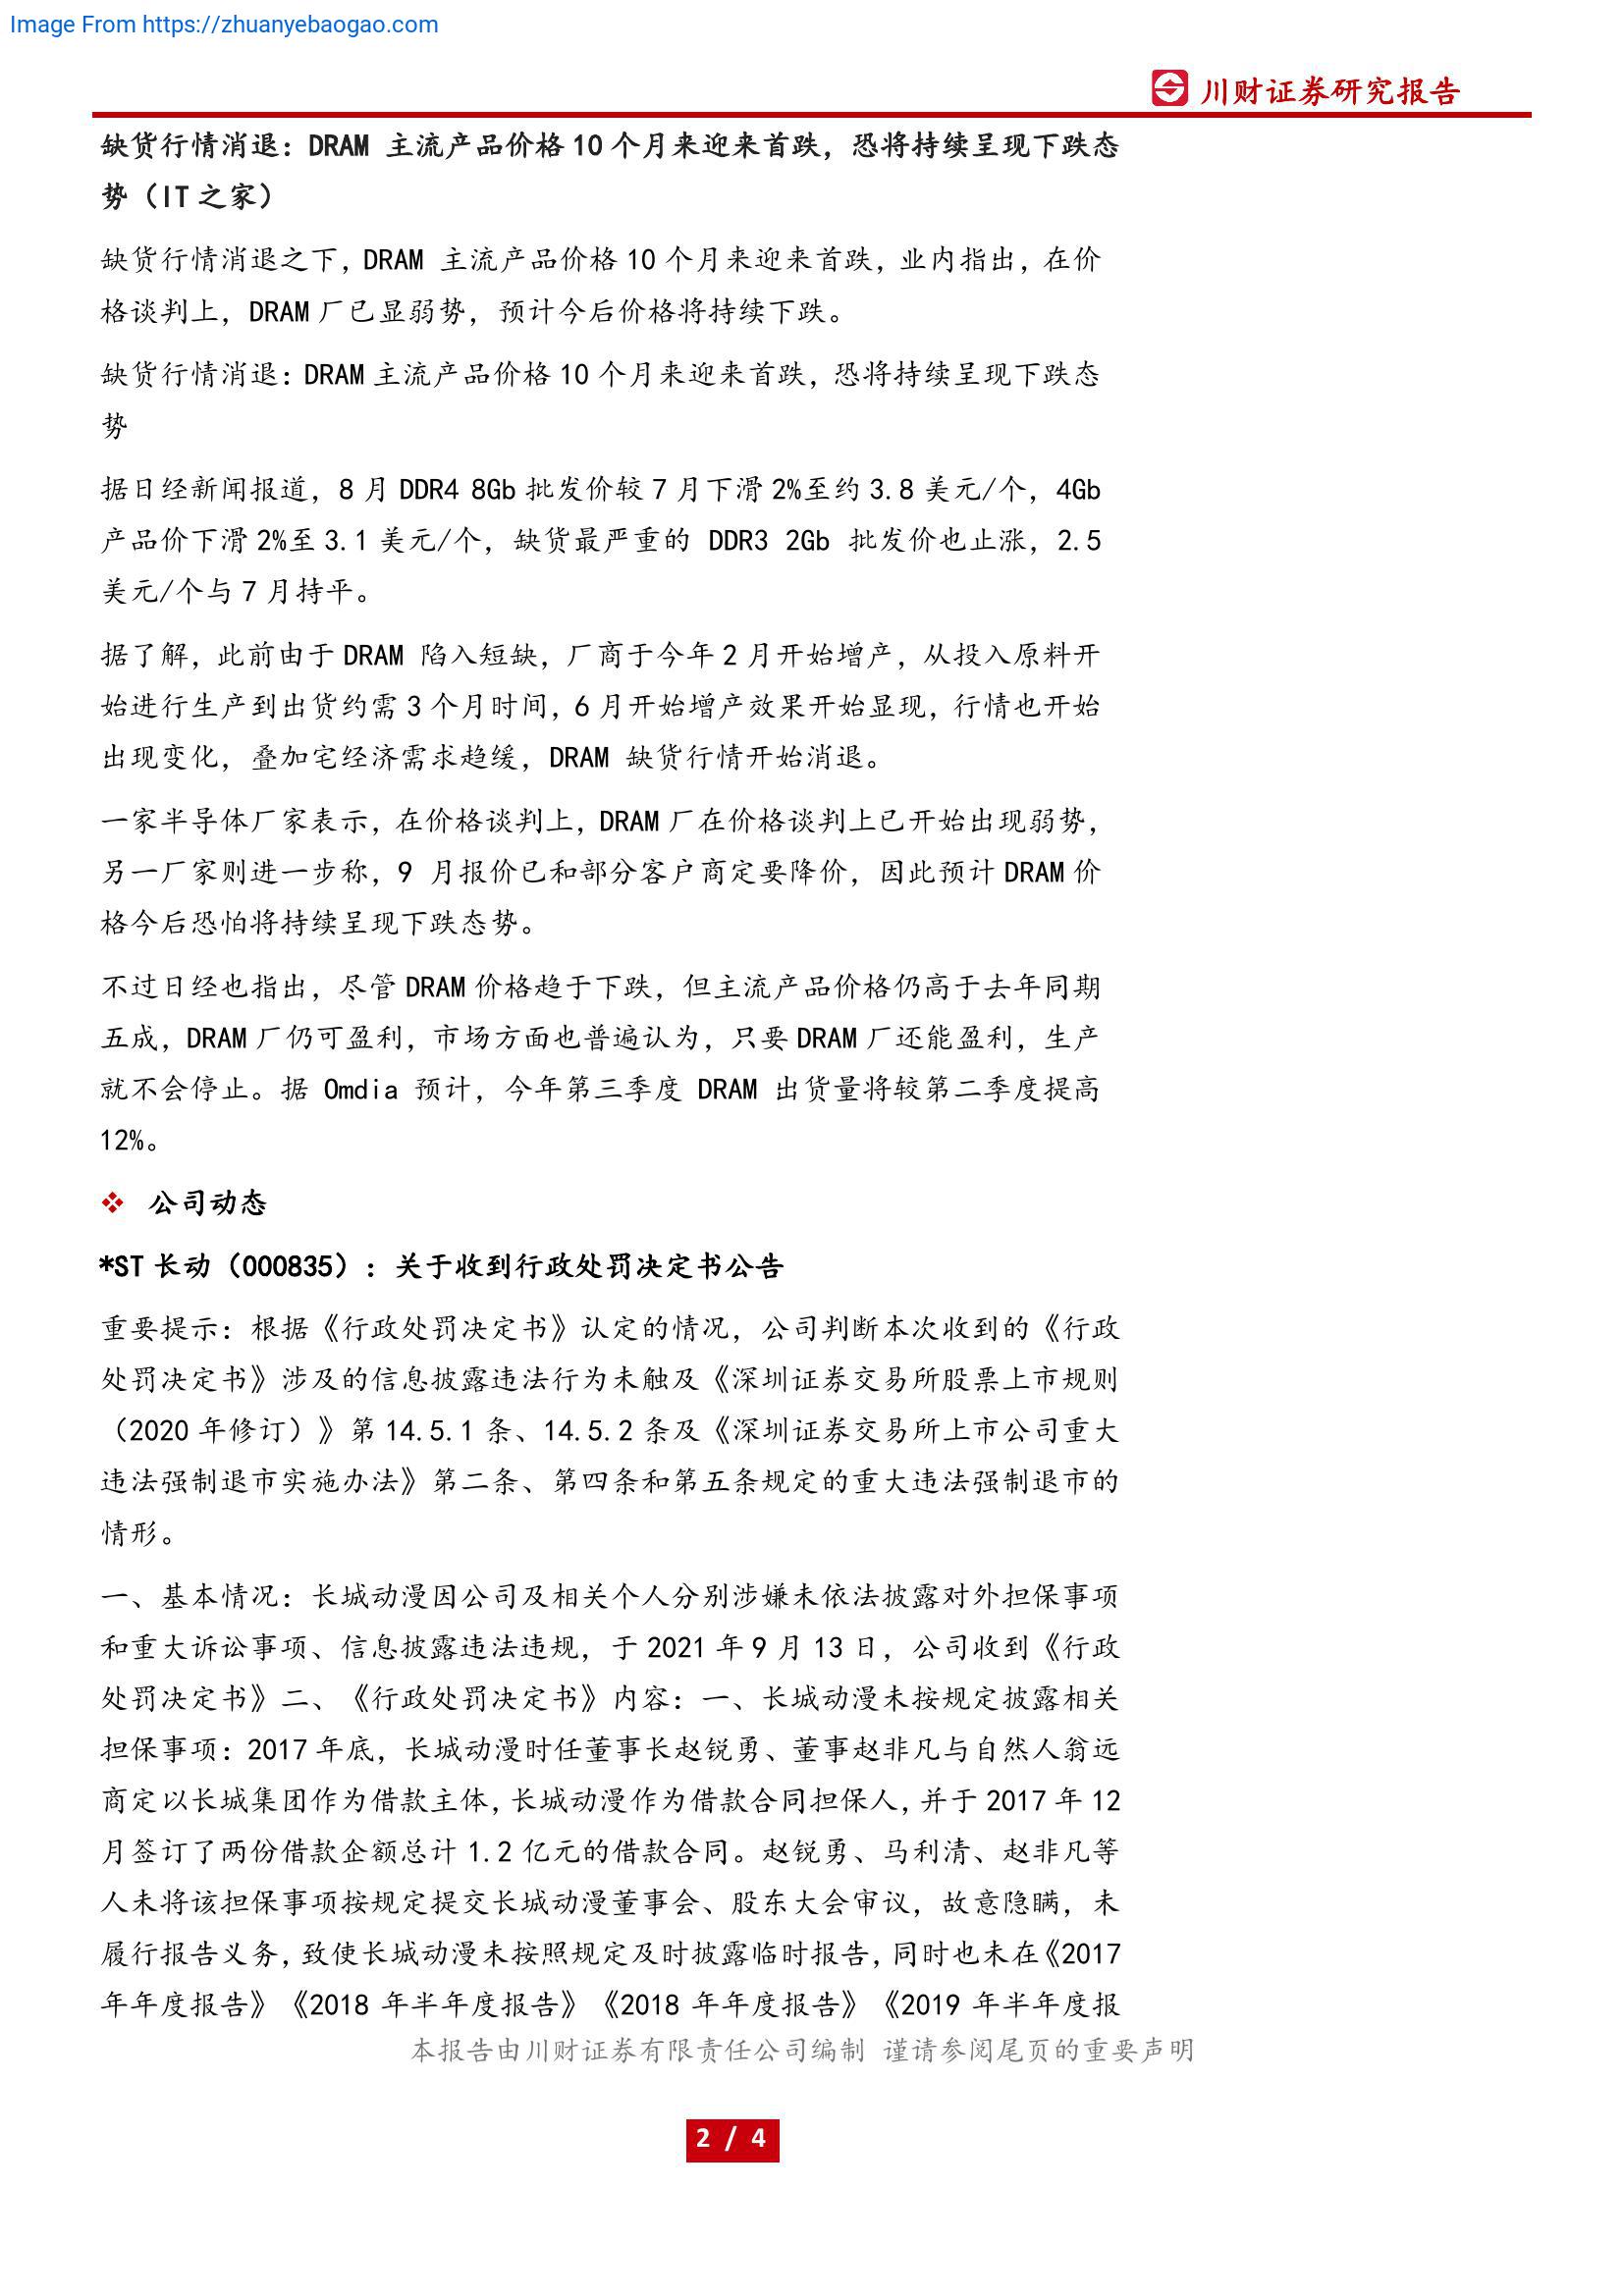 Image From https://zhuanyebaogao.com
川财证券研究报告
缺货行情消退：DRAM 主流产品价格 10 个月来迎来首跌，恐将持续呈现下跌态
势（IT 之家）
缺货行情消退之下，DRAM 主流产品价格 10 个月来迎来首跌，业内指出，在价
格谈判上，DRAM 厂已显弱势，预计今后价格将持续下跌。
缺货行情消退：DRAM 主流产品价格 10 个月来迎来首跌，恐将持续呈现下跌态
势
据日经新闻报道，8 月 DDR4 8Gb 批发价较 7 月下滑 2%至约 3.8 美元/个，4Gb
产品价下滑 2%至 3.1 美元/个，缺货最严重的 DDR3 2Gb 批发价也止涨，2.5
美元/个与 7 月持平。
据了解，此前由于 DRAM 陷入短缺，厂商于今年 2 月开始增产，从投入原料开
始进行生产到出货约需 3 个月时间，6 月开始增产效果开始显现，行情也开始
出现变化，叠加宅经济需求趋缓，DRAM 缺货行情开始消退。
一家半导体厂家表示，在价格谈判上，DRAM 厂在价格谈判上已开始出现弱势，
另一厂家则进一步称，9 月报价已和部分客户商定要降价，因此预计 DRAM 价
格今后恐怕将持续呈现下跌态势。
不过日经也指出，尽管 DRAM 价格趋于下跌，但主流产品价格仍高于去年同期
五成，DRAM 厂仍可盈利，市场方面也普遍认为，只要 DRAM 厂还能盈利，生产
就不会停止。据 Omdia 预计，今年第三季度 DRAM 出货量将较第二季度提高
12%。
❖ 公司动态
*ST 长动（000835）：关于收到行政处罚决定书公告
重要提示：根据《行政处罚决定书》认定的情况，公司判断本次收到的《行政
处罚决定书》涉及的信息披露违法行为未触及《深圳证券交易所股票上市规则
（2020 年修订）》第 14.5.1 条、14.5.2 条及《深圳证券交易所上市公司重大
违法强制退市实施办法》第二条、第四条和第五条规定的重大违法强制退市的
情形。
一、基本情况：长城动漫因公司及相关个人分别涉嫌未依法披露对外担保事项
和重大诉讼事项、信息披露违法违规，于 2021 年 9 月 13 日，公司收到《行政
处罚决定书》二、《行政处罚决定书》内容：一、长城动漫未按规定披露相关
担保事项：2017 年底，长城动漫时任董事长赵锐勇、董事赵非凡与自然人翁远
商定以长城集团作为借款主体，长城动漫作为借款合同担保人，并于 2017 年 12
月签订了两份借款企额总计 1.2 亿元的借款合同。赵锐勇、马利清、赵非凡等
人未将该担保事项按规定提交长城动漫董事会、股东大会审议，故意隐瞒，未
履行报告义务，致使长城动漫未按照规定及时披露临时报告，同时也未在《2017
年年度报告》《2018 年半年度报告》《2018 年年度报告》《2019 年半年度报
本报告由川财证券有限责任公司编制 谨请参阅尾页的重要声明
2 / 4